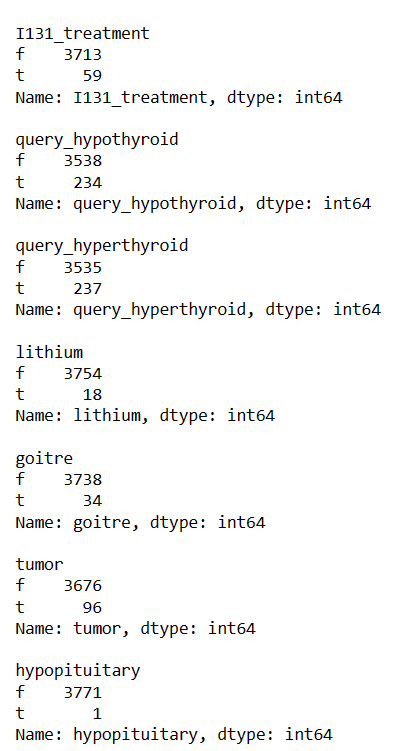 I131_treatment
f    3713
t      59
Name: I131_treatment, dtype: int64

query_hypothyroid
f    3538
t     234
Name: query_hypothyroid, dtype: int64

query_hyperthyroid
f    3535
t     237
Name: query_hyperthyroid, dtype: int64

lithium
f    3754
t      18
Name: lithium, dtype: int64

goitre
f    3738
t      34
Name: goitre, dtype: int64

tumor
f    3676
t      96
Name: tumor, dtype: int64

hypopituitary
f    3771
t       1
Name: hypopituitary, dtype: int64